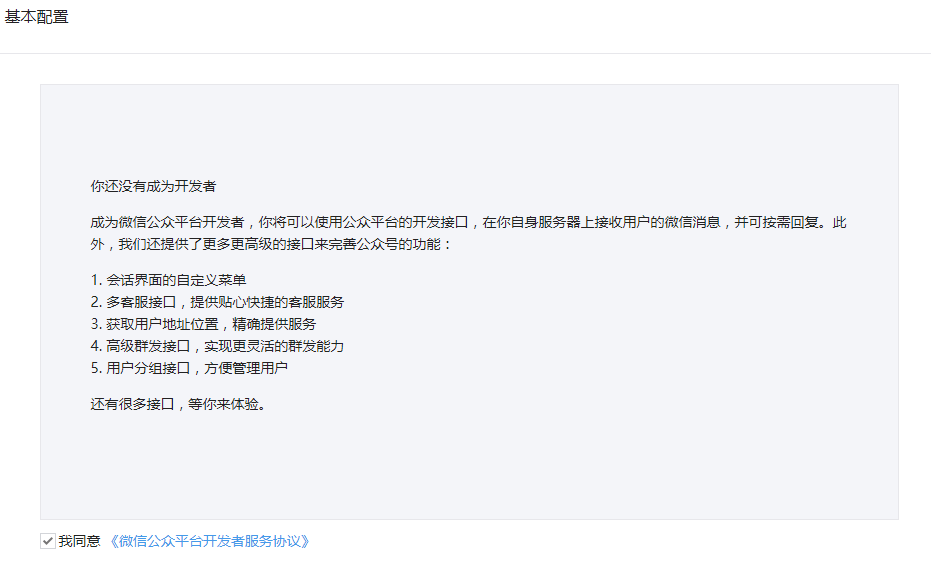 基本配置
你还没有成为开发者
成为微信公众平台开发者，你将可以使用公众平台的开发接口，在你自身服务器上接收用户的微信消息，并可按需回复。此
外，我们还提供了更多更高级的接口来完善公众号的功能：
1. 会话界面的自定义菜单
2. 多客服接口，提供贴心快捷的客服服务
3. 获取用户地址位置，精确提供服务
4. 高级群发接口，实现更灵活的群发能力
5. 用户分组接口，方便管理用户
还有很多接口，等你来体验。
我同意 《微信公众平台开发者服务协议》